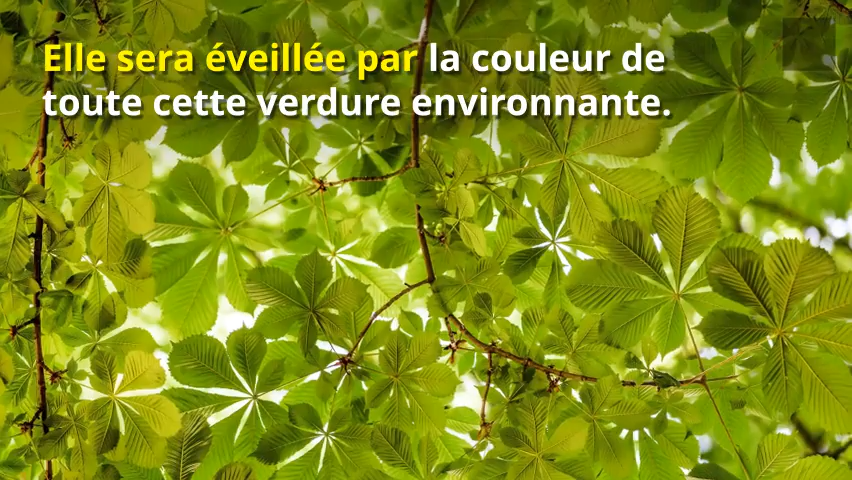 Elle sera éveillée par la couleur de
toute cette verdure environnante.